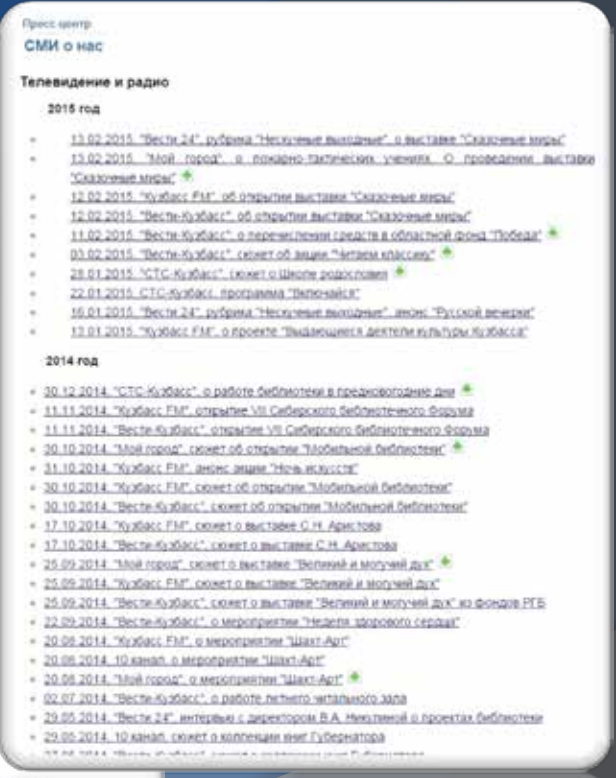 Пресс центр
СМИ о нас
Телевидение и радио
2015 год
13.02.2015. "Вести 24", рубрика "Нескучные выходные", о выставке "Сказочные миры"
13.02.2015. "Мой город", о пожарно-тактических учениях. О проведении выставки
"Сказочные миры"
12.02.2015. "Кузбасс FM", об открытии выставки "Сказочные миры"
12.02.2015. "Вести-Кузбасс", об открытии выставки "Сказочные миры"
11.02.2015. "Вести-Кузбасс", о перечислении средств в областной фонд "Победа"
03.02.2015. "Вести-Кузбасс", сюжет об акции "Читаем классику"
28.01.2015. "СТС-Кузбасс", сюжет о Школе родословия
22.01.2015. СТС-Кузбасс, программа "Включайся"
16.01.2015. "Вести 24", рубрика "Нескучные выходные", анонс "Русской вечерки"
13.01.2015. "Кузбасс FM", о проекте "Выдающиеся деятели культуры Кузбасса"
2014 год
30.12.2014. "СТС-Кузбасс", о работе библиотеки в предновогодние дни
11.11.2014. "Кузбасс FM", открытие VII Сибирского библиотечного Форума
11.11.2014. "Вести-Кузбасс", открытие VII Сибирского библиотечного Форума
30.10.2014. "Мой город", сюжет об открытии "Мобильной библиотеки"
31.10.2014. "Кузбасс FM", анонс акции "Ночь искусств"
30.10.2014. "Кузбасс FM", сюжет об открытии "Мобильной библиотеки"
30.10.2014. "Вести-Кузбасс", сюжет об открытии "Мобильной библиотеки"
17.10.2014. "Кузбасс FM", сюжет о выставке С.Н. Аристова
17.10.2014. "Вести-Кузбасс", сюжет о выставке С.Н. Аристова
25.09.2014. "Мой город", сюжет о выставке "Великий и могучий дух"
25.09.2014. "Кузбасс FM", сюжет о выставке "Великий и могучий дух"
25.09.2014. "Вести-Кузбасс", сюжет о выставке "Великий и могучий дух" из фондов РГБ
22.09.2014. "Вести-Кузбасс", о мероприятии "Неделя здорового сердца"
20.08.2014. "Кузбасс FM", о мероприятии "Шахт-Арт"
20.08.2014. 10 канал, о мероприятии "Шахт-Арт"
20.08.2014. "Мой город", о мероприятии "Шахт-Арт"
02.07.2014. "Вести-Кузбасс", о работе летнего читального зала
29.05.2014. "Вести 24", интервью с директором В.А. Никулиной о проектах библиотеки
29.05.2014. 10 канал, сюжет о коллекции книг Губернатора